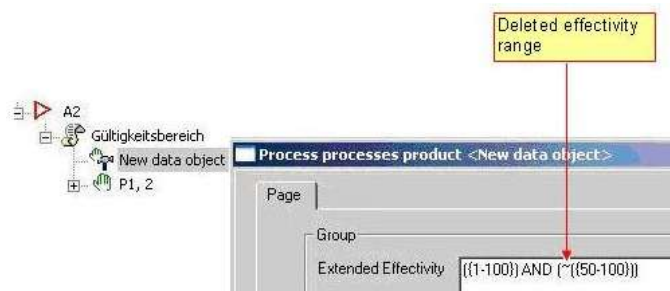 Deleted effectivity
range
A2
Gültigkeitsbereich
New data object
P1, 2
Process processes product <New data object>
Page
Group
Extended Effectivity
({1-100}) AND (~({50-100}))